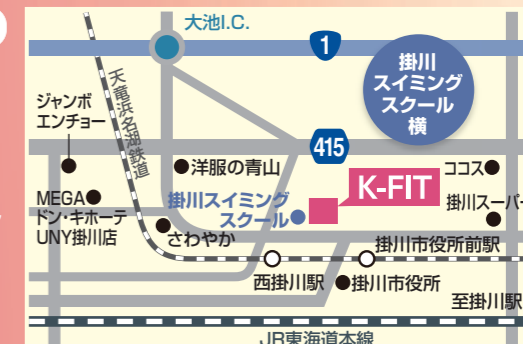 大池I.C.
1
掛川
スイミング
スクール
横
ジャンボ
エンチョー
天竜浜名湖鉄道
415
洋服の青山
ココス
K-FIT
MEGA
ドン・キホーテ
UNY掛川店
掛川スイミング
スクール
掛川スーパー
さわやか
掛川市役所前駅
西掛川駅
掛川市役所
至掛川駅
JR東海道本線